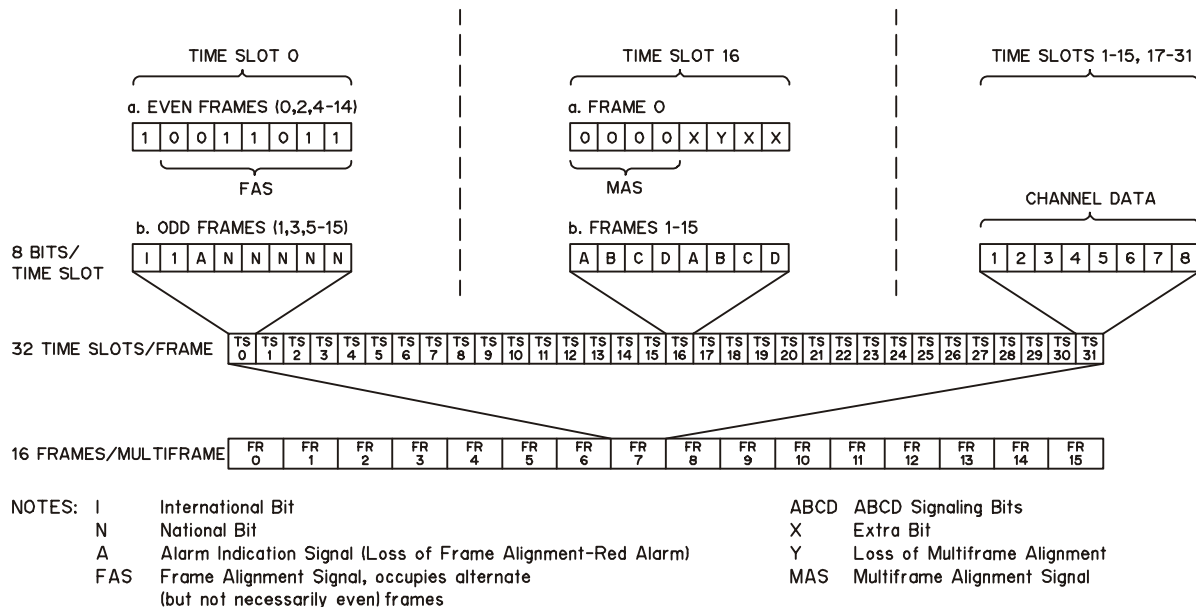 TIME SLOT 0
TIME SLOT 16
TIME SLOTS 1-15, 17-31
a. EVEN FRAMES (0,2,4-14)
a. FRAME 0
1 0 0 1 1 0 1 1
0 0 0 0 X Y X X
FAS
MAS
CHANNEL DATA
b. ODD FRAMES (1,3,5-15)
b. FRAMES 1-15
8 BITS/
TIME SLOT
I 1 A N N N N N
A B C D A B C D
1 2 3 4 5 6 7 8
32 TIME SLOTS/FRAME
TS TS TS TS TS TS TS TS TS TS TS TS TS TS TS TS TS TS TS TS TS TS TS TS TS TS TS TS TS TS TS TS
0 1 2 3 4 5 6 7 8 9 10 11 12 13 14 15 16 17 18 19 20 21 22 23 24 25 26 27 28 29 30 31
16 FRAMES/MULTIFRAME
FR FR FR FR FR FR FR FR FR FR FR FR FR FR FR FR
0 1 2 3 4 5 6 7 8 9 10 11 12 13 14 15
NOTES: I International Bit
N National Bit
A Alarm Indication Signal (Loss of Frame Alignment-Red Alarm)
FAS Frame Alignment Signal, occupies alternate
(but not necessarily even) frames
ABCD ABCD Signaling Bits
X Extra Bit
Y Loss of Multiframe Alignment
MAS Multiframe Alignment Signal